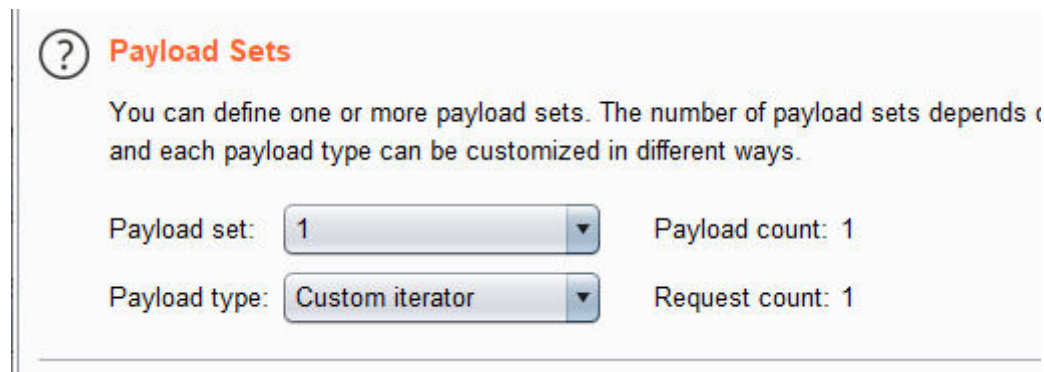 Payload Sets
You can define one or more payload sets. The number of payload sets depends
and each payload type can be customized in different ways.
Payload set: 1 Payload count: 1
Payload type: Custom iterator Request count: 1